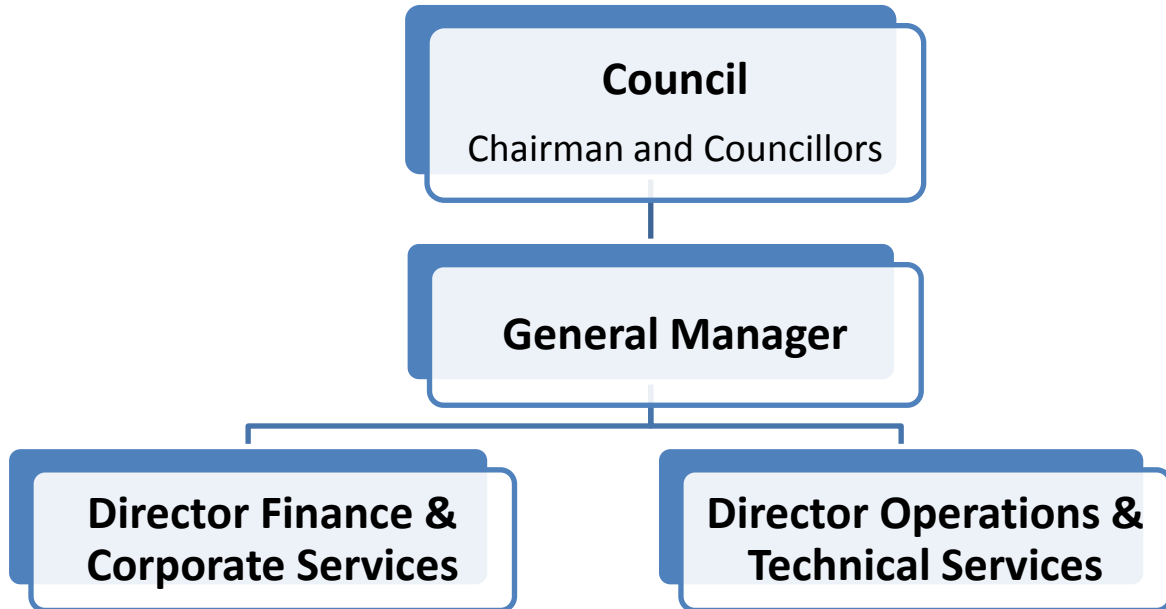 Council
Chairman and Councillors
General Manager
Director Finance &
Corporate Services
Director Operations &
Technical Services